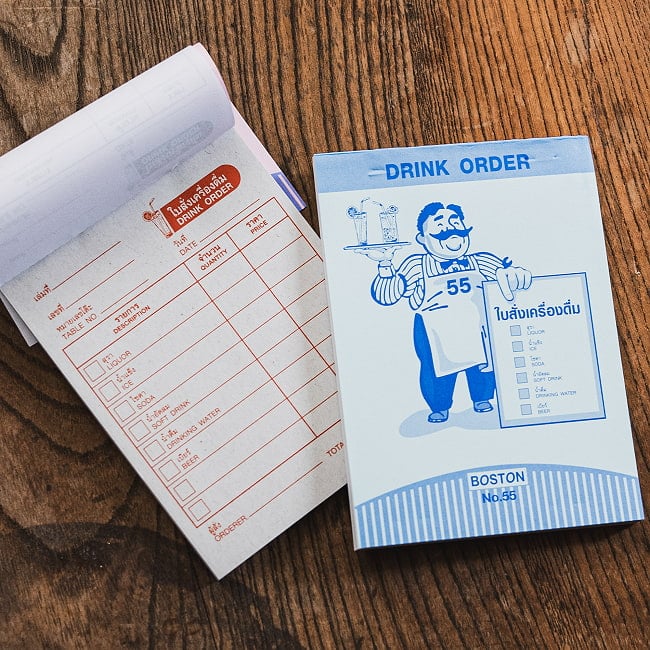 ใบสั่งเครื่องดื่ม
DRINK ORDER
เล่มที่
เลขที่
วันที่
DATE
หมายเลขโต๊ะ
TABLE NO.
รายการ
DESCRIPTION
จำนวน
QUANTITY
ราคา
PRICE
สุรา
LIQUOR
น้ำแข็ง
ICE
โซดา
SODA
น้ำอัดลม
SOFT DRINK
น้ำดื่ม
DRINKING WATER
เบียร์
BEER
TOTA
ผู้สั่ง
ORDERER
DRINK ORDER
55
ใบสั่งเครื่องดื่ม
สุรา
LIQUOR
น้ำแข็ง
ICE
โซดา
SODA
น้ำอัดลม
SOFT DRINK
น้ำดื่ม
DRINKING WATER
เบียร์
BEER
BOSTON
No.55